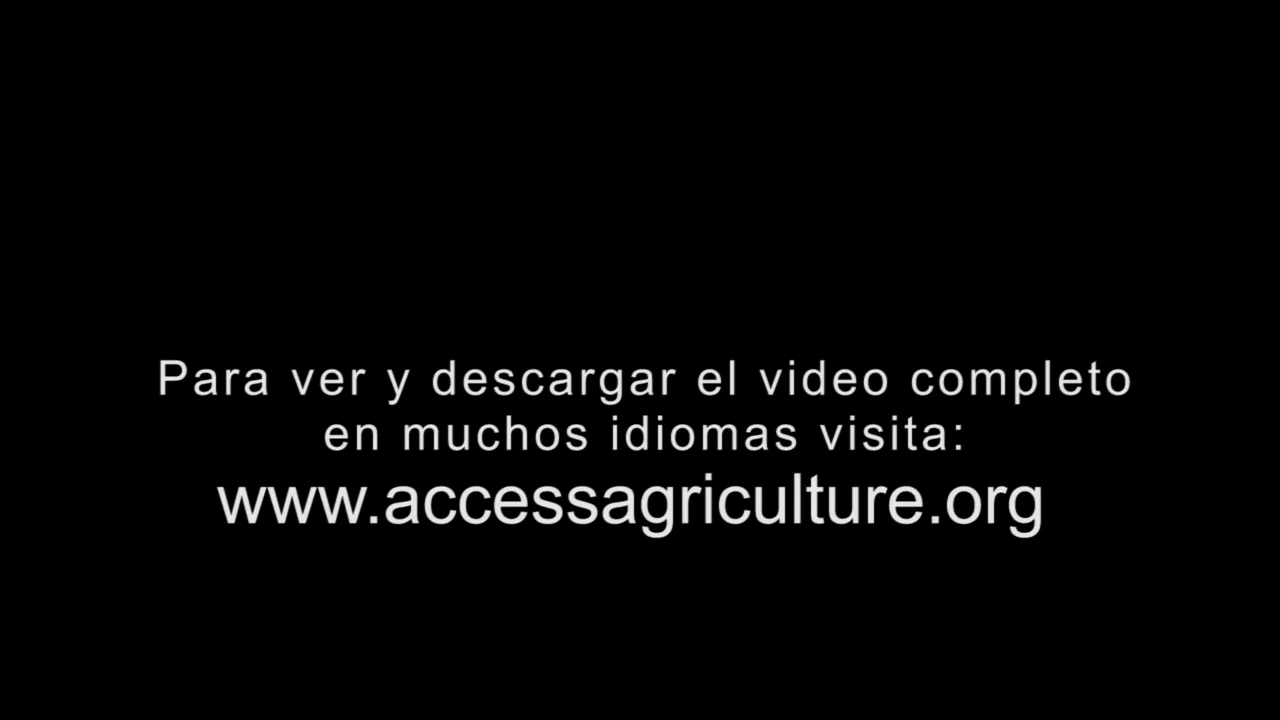 Para ver y descargar el video completo
en muchos idiomas visita:
www.accessagriculture.org